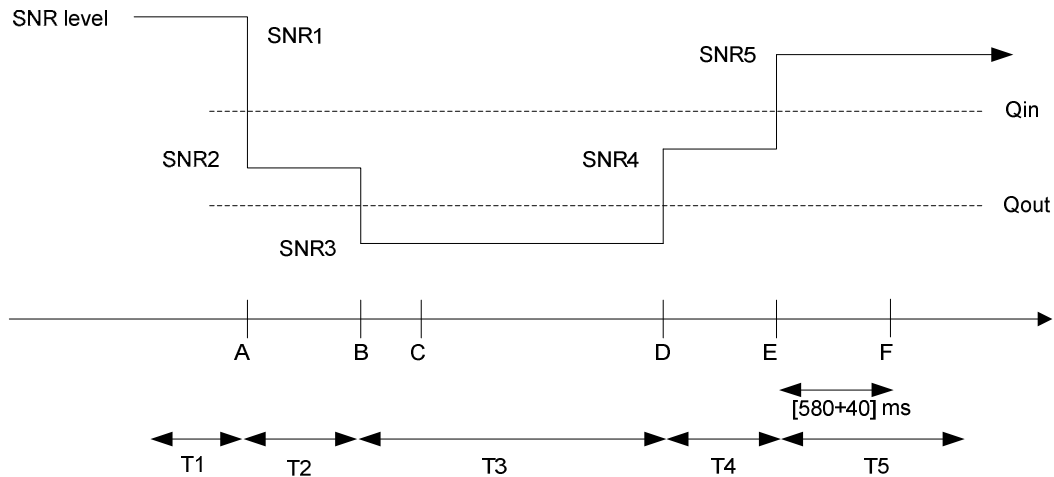 SNR level
SNR1
SNR5
Qin
SNR2
SNR4
Qout
SNR3
A B C D E F
[580+40] ms
T1 T2 T3 T4 T5